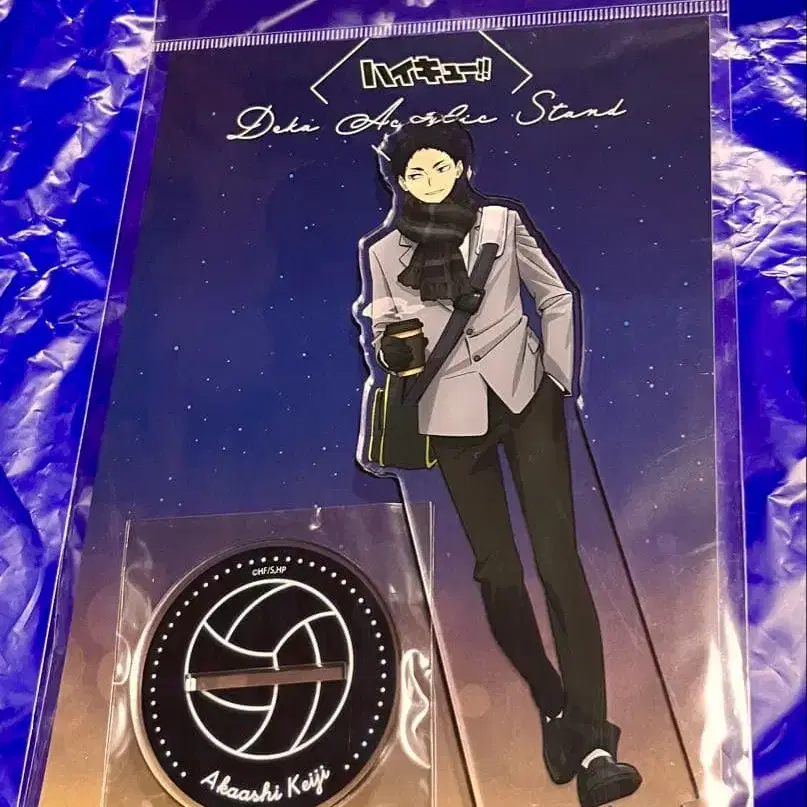 ハイキュー!!
Deka Acrylic Stand
©HF/S,HP
Akaashi Keiji